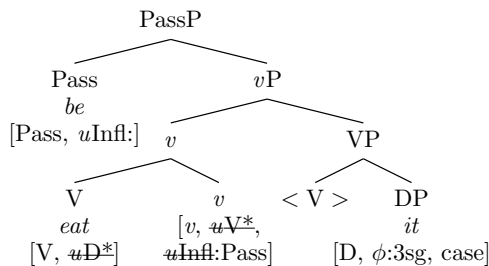 PassP
Pass vP
be
[Pass, uInfl:] v VP
V v < V > DP
eat [v, uV*, it
[V, uD*] uInfl:Pass] [D, ϕ:3sg, case]